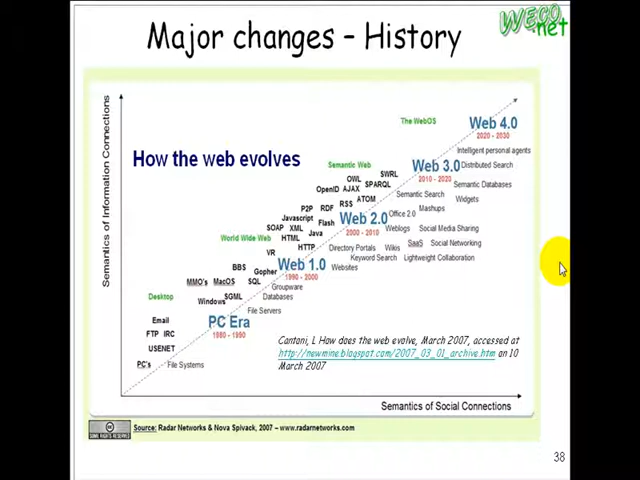 Major changes – History
WECO
.net
Semantics of Information Connections
How the web evolves
The WebOS
Web 4.0
2020 - 2030
Intelligent personal agents
Semantic Web
Web 3.0
2010 - 2020
Distributed Search
SWRL
OWL
SPARQL
OpenID AJAX
Semantic Databases
Semantic Search
ATOM
Widgets
RSS
P2P RDF
Office 2.0
Mashups
Javascript
Flash
Web 2.0
2000 - 2010
SOAP XML
Java
Weblogs
Social Media Sharing
World Wide Web
HTML
HTTP
Directory Portals
Wikis
SaaS
Social Networking
VR
Keyword Search
Lightweight Collaboration
BBS
Gopher
Web 1.0
1990 - 2000
Websites
MMO's
MacOS
SQL
Groupware
Desktop
SGML
Databases
Windows
File Servers
Email
PC Era
1980 - 1990
FTP IRC
USENET
PC's
File Systems
Cantoni, L How does the web evolve, March 2007, accessed at
http://newmine.blogspot.com/2007_03_01_archive.htm on 10
March 2007
Semantics of Social Connections
SOME RIGHTS RESERVED
Source: Radar Networks & Nova Spivack, 2007 – www.radarnetworks.com
38